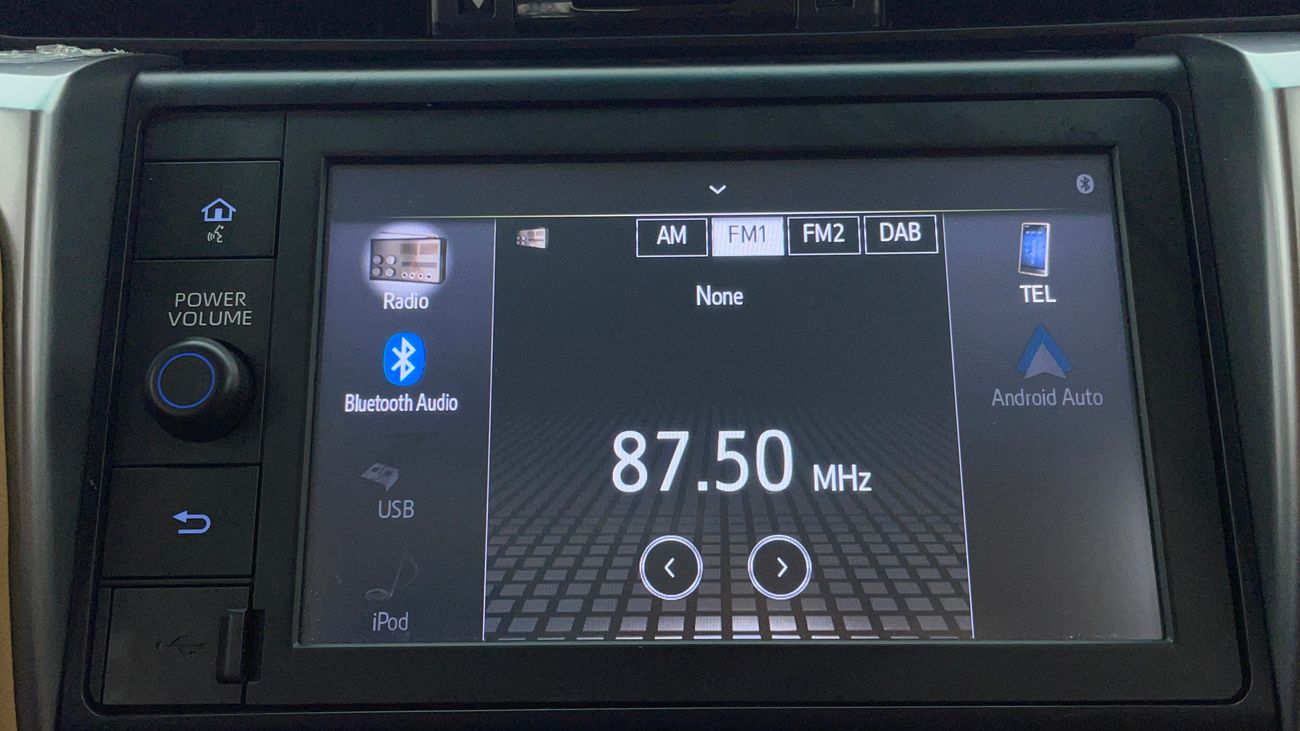 POWER
VOLUME
Radio
Bluetooth Audio
USB
iPod
AM FM1 FM2 DAB
None
87.50 MHz
TEL
Android Auto